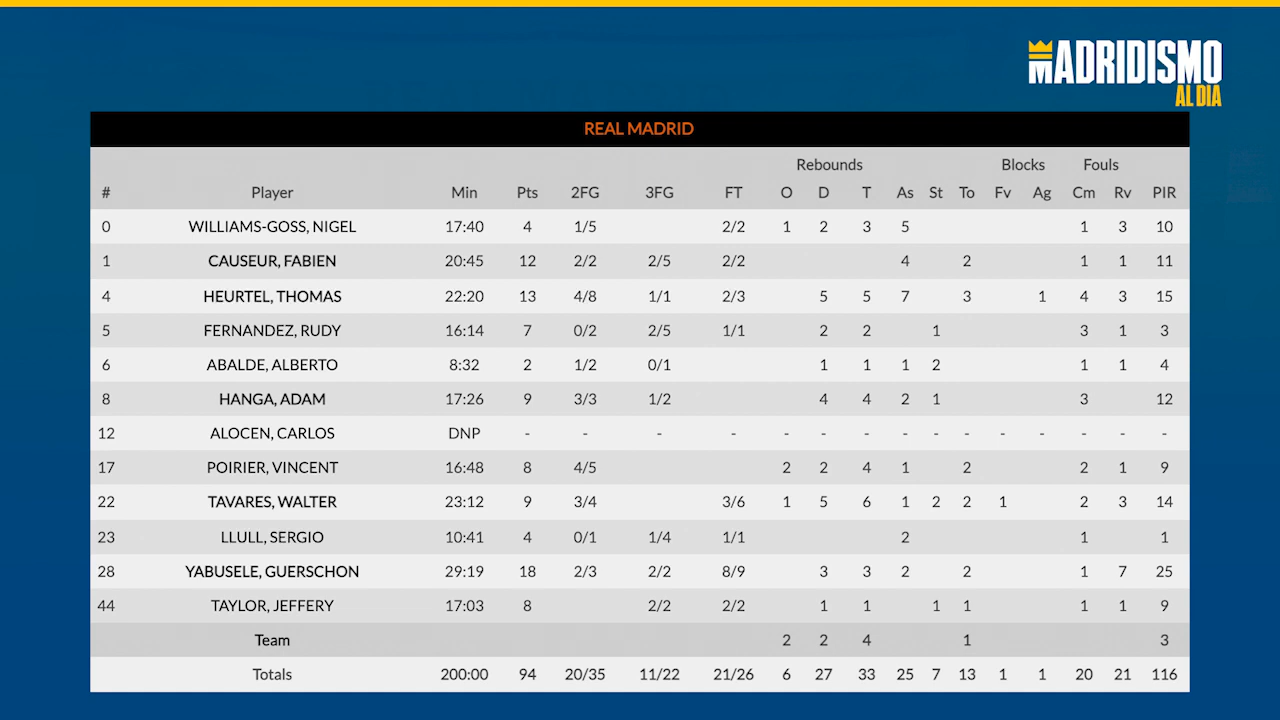 MADRIDISMO
AL DIA
REAL MADRID
Rebounds Blocks Fouls
# Player Min Pts 2FG 3FG FT O D T As St To Fv Ag Cm Rv PIR
0 WILLIAMS-GOSS, NIGEL 17:40 4 1/5 2/2 1 2 3 5 1 3 10
1 CAUSEUR, FABIEN 20:45 12 2/2 2/5 2/2 4 2 1 1 11
4 HEURTEL, THOMAS 22:20 13 4/8 1/1 2/3 5 5 7 3 1 4 3 15
5 FERNANDEZ, RUDY 16:14 7 0/2 2/5 1/1 2 2 1 3 1 3
6 ABALDE, ALBERTO 8:32 2 1/2 0/1 1 1 1 2 1 1 4
8 HANGA, ADAM 17:26 9 3/3 1/2 4 4 2 1 3 12
12 ALOCEN, CARLOS DNP - - - - - - - - - - - - - - -
17 POIRIER, VINCENT 16:48 8 4/5 2 2 4 1 2 2 1 9
22 TAVARES, WALTER 23:12 9 3/4 3/6 1 5 6 1 2 2 1 2 3 14
23 LLULL, SERGIO 10:41 4 0/1 1/4 1/1 2 1 1
28 YABUSELE, GUERSCHON 29:19 18 2/3 2/2 8/9 3 3 2 2 1 7 25
44 TAYLOR, JEFFERY 17:03 8 2/2 2/2 1 1 1 1 1 1 9
Team 2 2 4 1 3
Totals 200:00 94 20/35 11/22 21/26 6 27 33 25 7 13 1 1 20 21 116